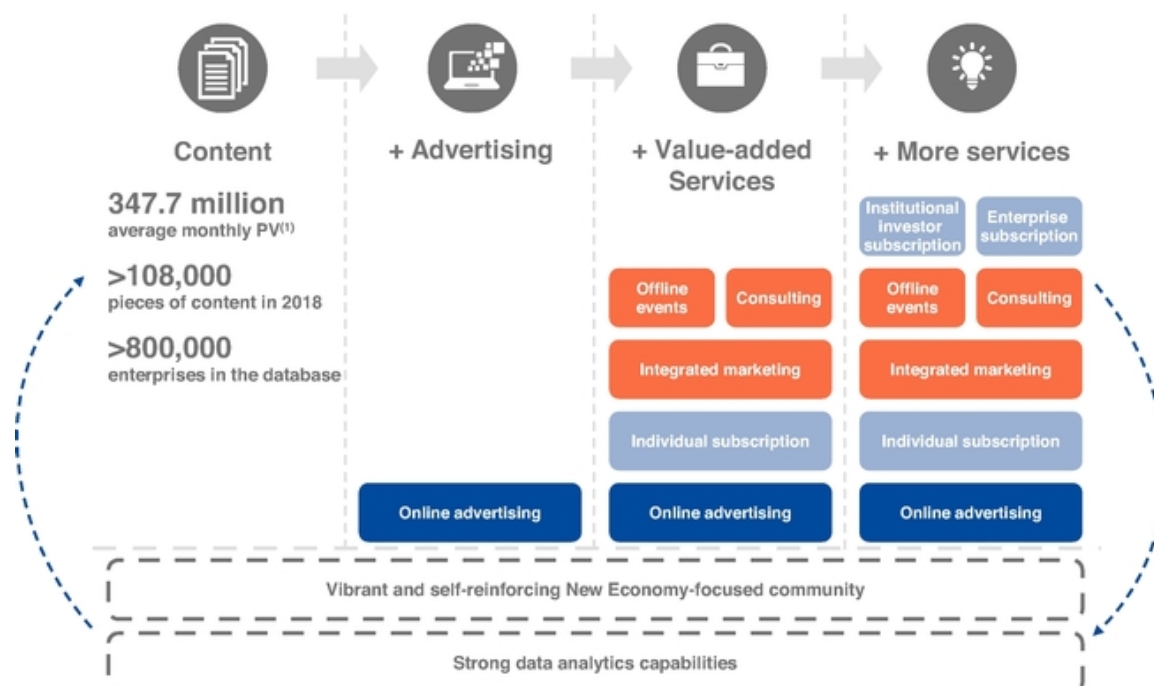 Content
347.7 million
average monthly PV(1)
>108,000
pieces of content in 2018
>800,000
enterprises in the database
+ Advertising
Online advertising
+ Value-added
Services
Offline
events
Consulting
Integrated marketing
Individual subscription
Online advertising
+ More services
Institutional
investor
subscription
Enterprise
subscription
Offline
events
Consulting
Integrated marketing
Individual subscription
Online advertising
Vibrant and self-reinforcing New Economy-focused community
Strong data analytics capabilities